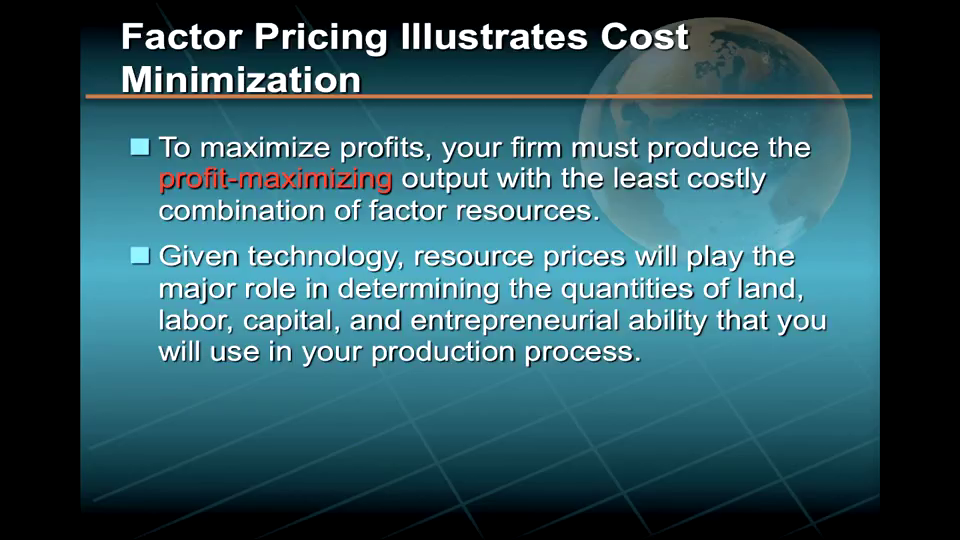 Factor Pricing Illustrates Cost
Minimization
To maximize profits, your firm must produce the
profit-maximizing output with the least costly
combination of factor resources.
Given technology, resource prices will play the
major role in determining the quantities of land,
labor, capital, and entrepreneurial ability that you
will use in your production process.